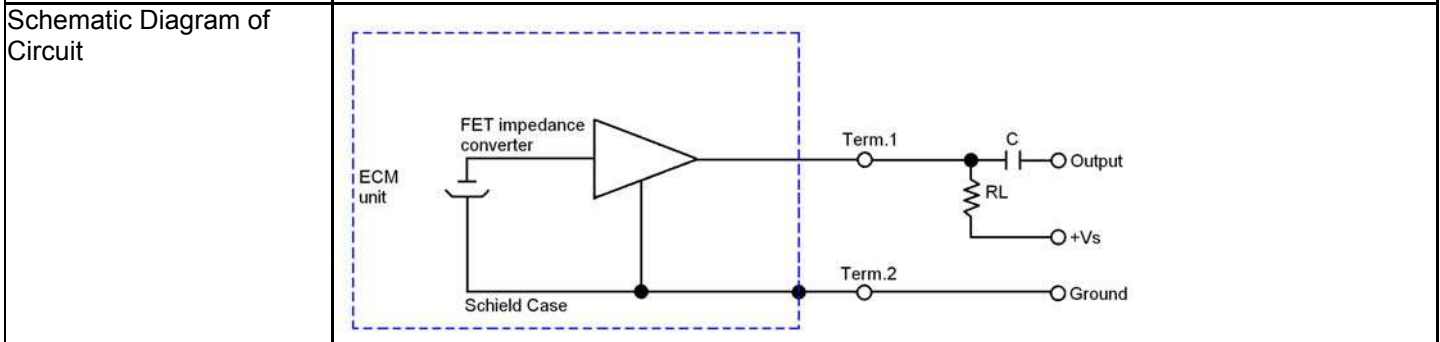 Schematic Diagram of
Circuit
FET impedance
converter
ECM
unit
Schield Case
Term.1
C
Output
RL
+Vs
Term.2
Ground